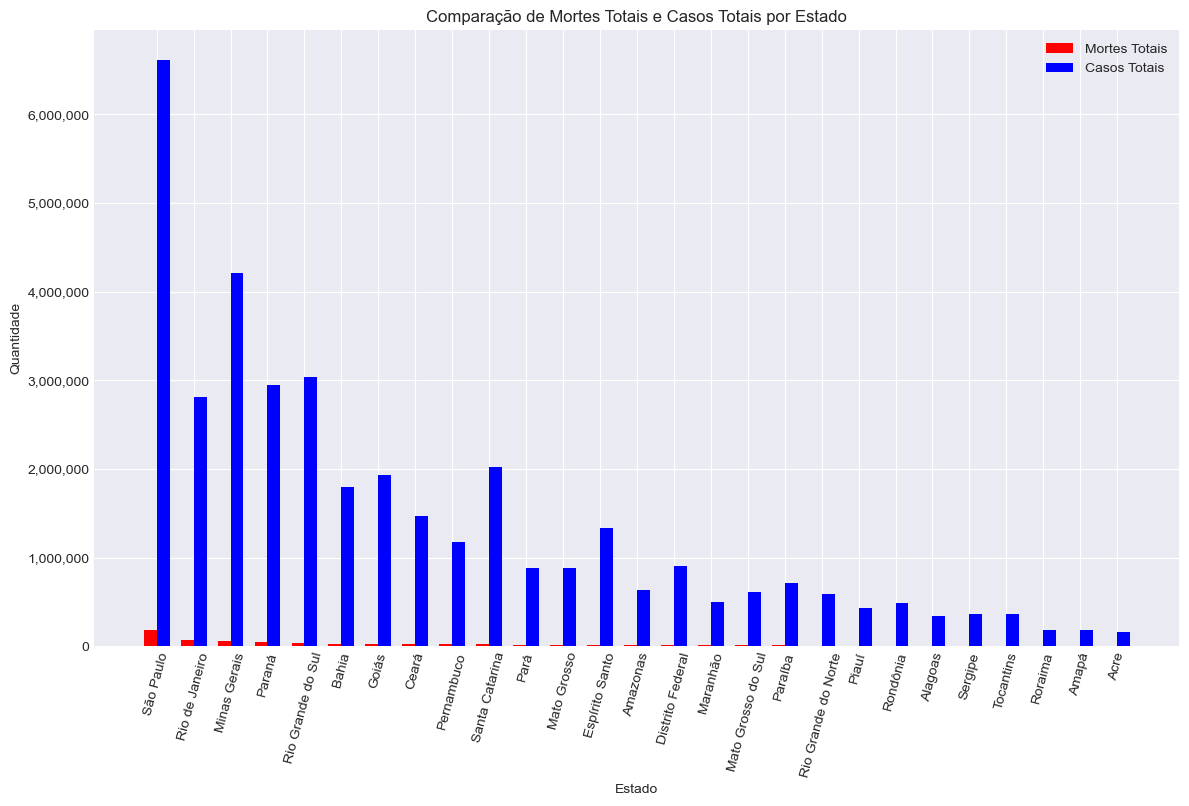 Comparação de Mortes Totais e Casos Totais por Estado
Mortes Totais
Casos Totais
Quantidade
6,000,000
5,000,000
4,000,000
3,000,000
2,000,000
1,000,000
0
São Paulo
Rio de Janeiro
Minas Gerais
Paraná
Rio Grande do Sul
Bahia
Goiás
Ceará
Pernambuco
Santa Catarina
Pará
Mato Grosso
Espírito Santo
Amazonas
Distrito Federal
Maranhão
Mato Grosso do Sul
Paraíba
Rio Grande do Norte
Piauí
Rondônia
Alagoas
Sergipe
Tocantins
Roraima
Amapá
Acre
Estado